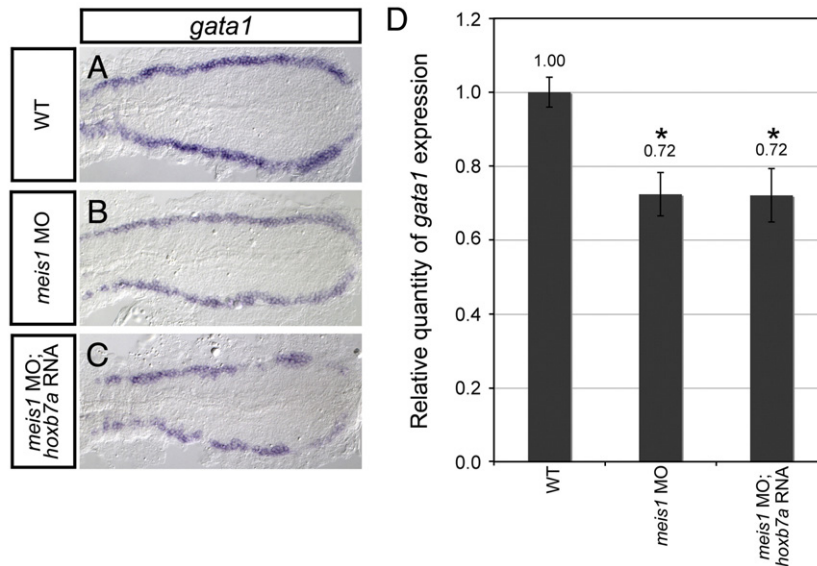 gata1
WT
A
meis1 MO
B
meis1 MO;
hoxb7a RNA
C
D
Relative quantity of gata1 expression
1.2
1.0
0.8
0.6
0.4
0.2
0.0
1.00
*
0.72
*
0.72
WT
meis1 MO
meis1 MO;
hoxb7a RNA